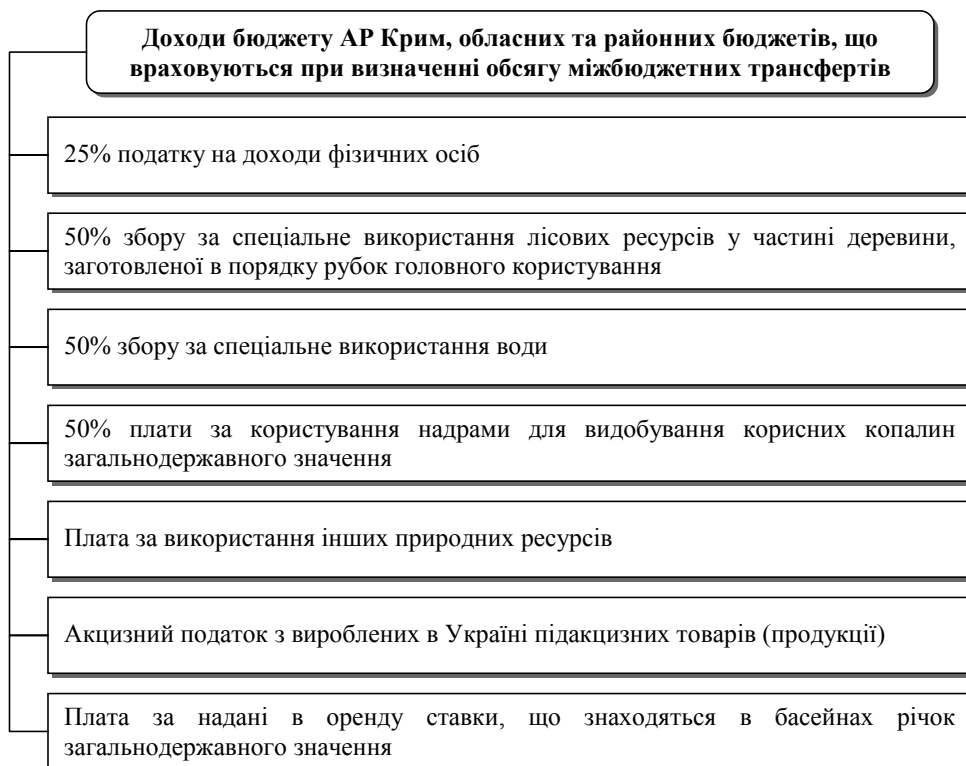 Доходи бюджету АР Крим, обласних та районних бюджетів, що
враховуються при визначенні обсягу міжбюджетних трансфертів
25% податку на доходи фізичних осіб
50% збору за спеціальне використання лісових ресурсів у частині деревини,
заготовленої в порядку рубок головного користування
50% збору за спеціальне використання води
50% плати за користування надрами для видобування корисних копалин
загальнодержавного значення
Плата за використання інших природних ресурсів
Акцизний податок з вироблених в Україні підакцизних товарів (продукції)
Плата за надані в оренду ставки, що знаходяться в басейнах річок
загальнодержавного значення